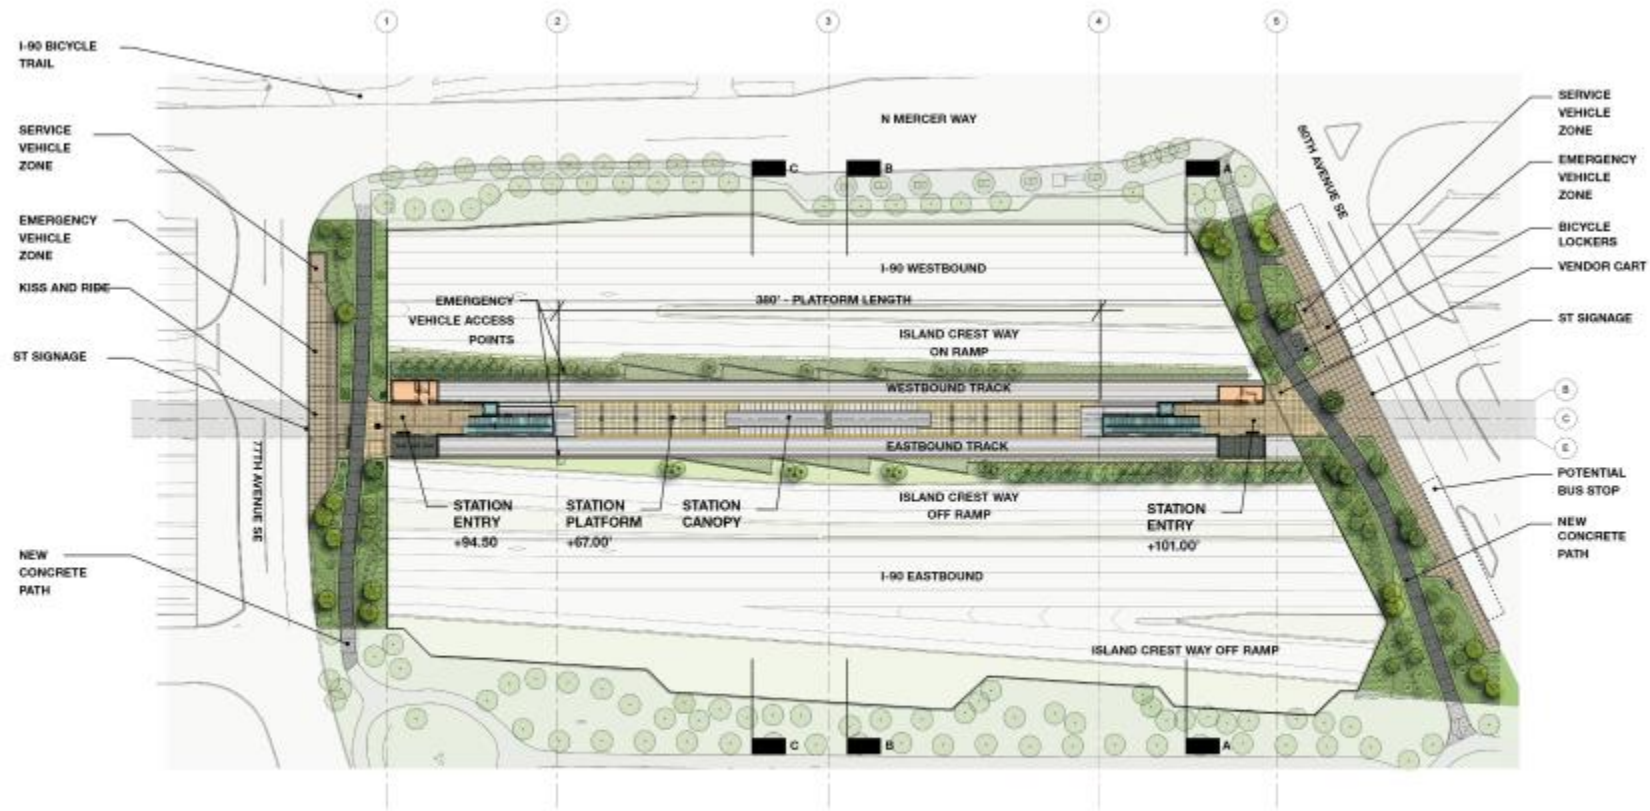 1
2
3
4
5
I-90 BICYCLE
TRAIL
SERVICE
VEHICLE
ZONE
EMERGENCY
VEHICLE
ZONE
KISS AND RIDE
ST SIGNAGE
77TH AVENUE SE
NEW
CONCRETE
PATH
N MERCER WAY
C
B
A
I-90 WESTBOUND
EMERGENCY
VEHICLE ACCESS
POINTS
380' - PLATFORM LENGTH
ISLAND CREST WAY
ON RAMP
WESTBOUND TRACK
EASTBOUND TRACK
STATION
ENTRY
+94.50
STATION
PLATFORM
+67.00'
STATION
CANOPY
ISLAND CREST WAY
OFF RAMP
STATION
ENTRY
+101.00'
I-90 EASTBOUND
ISLAND CREST WAY OFF RAMP
C
B
A
80TH AVENUE SE
SERVICE
VEHICLE
ZONE
EMERGENCY
VEHICLE
ZONE
BICYCLE
LOCKERS
VENDOR CART
ST SIGNAGE
B
C
E
POTENTIAL
BUS STOP
NEW
CONCRETE
PATH